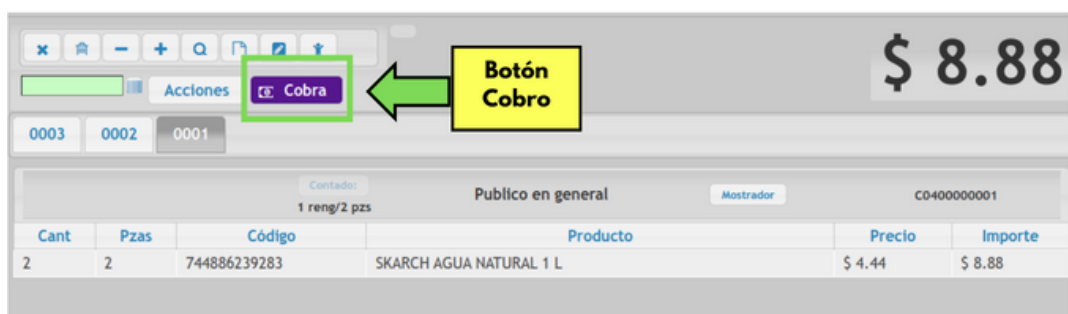 $ 8.88
Acciones
Cobra
Botón
Cobro
0003
0002
0001
Contado:
1 reng/2 pzs
Publico en general
Mostrador
C0400000001
Cant Pzas Código Producto Precio Importe
2 2 744886239283 SKARCH AGUA NATURAL 1 L $ 4.44 $ 8.88